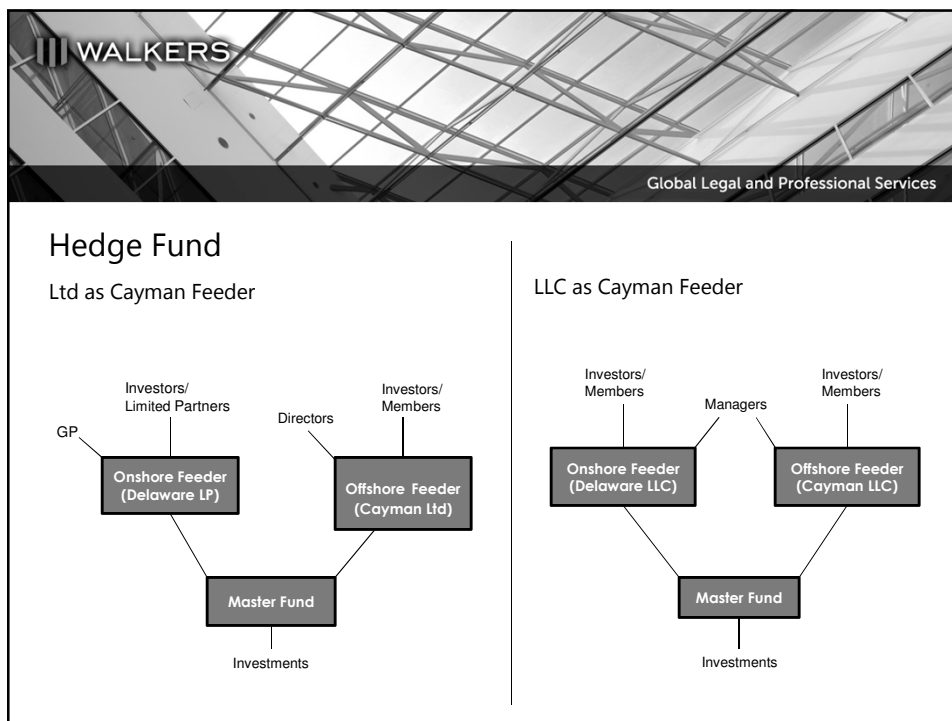 WALKERS
Global Legal and Professional Services
Hedge Fund
Ltd as Cayman Feeder
Investors/
Limited Partners
GP
Directors
Investors/
Members
Onshore Feeder
(Delaware LP)
Offshore Feeder
(Cayman Ltd)
Master Fund
Investments
LLC as Cayman Feeder
Investors/
Members
Managers
Investors/
Members
Onshore Feeder
(Delaware LLC)
Offshore Feeder
(Cayman LLC)
Master Fund
Investments